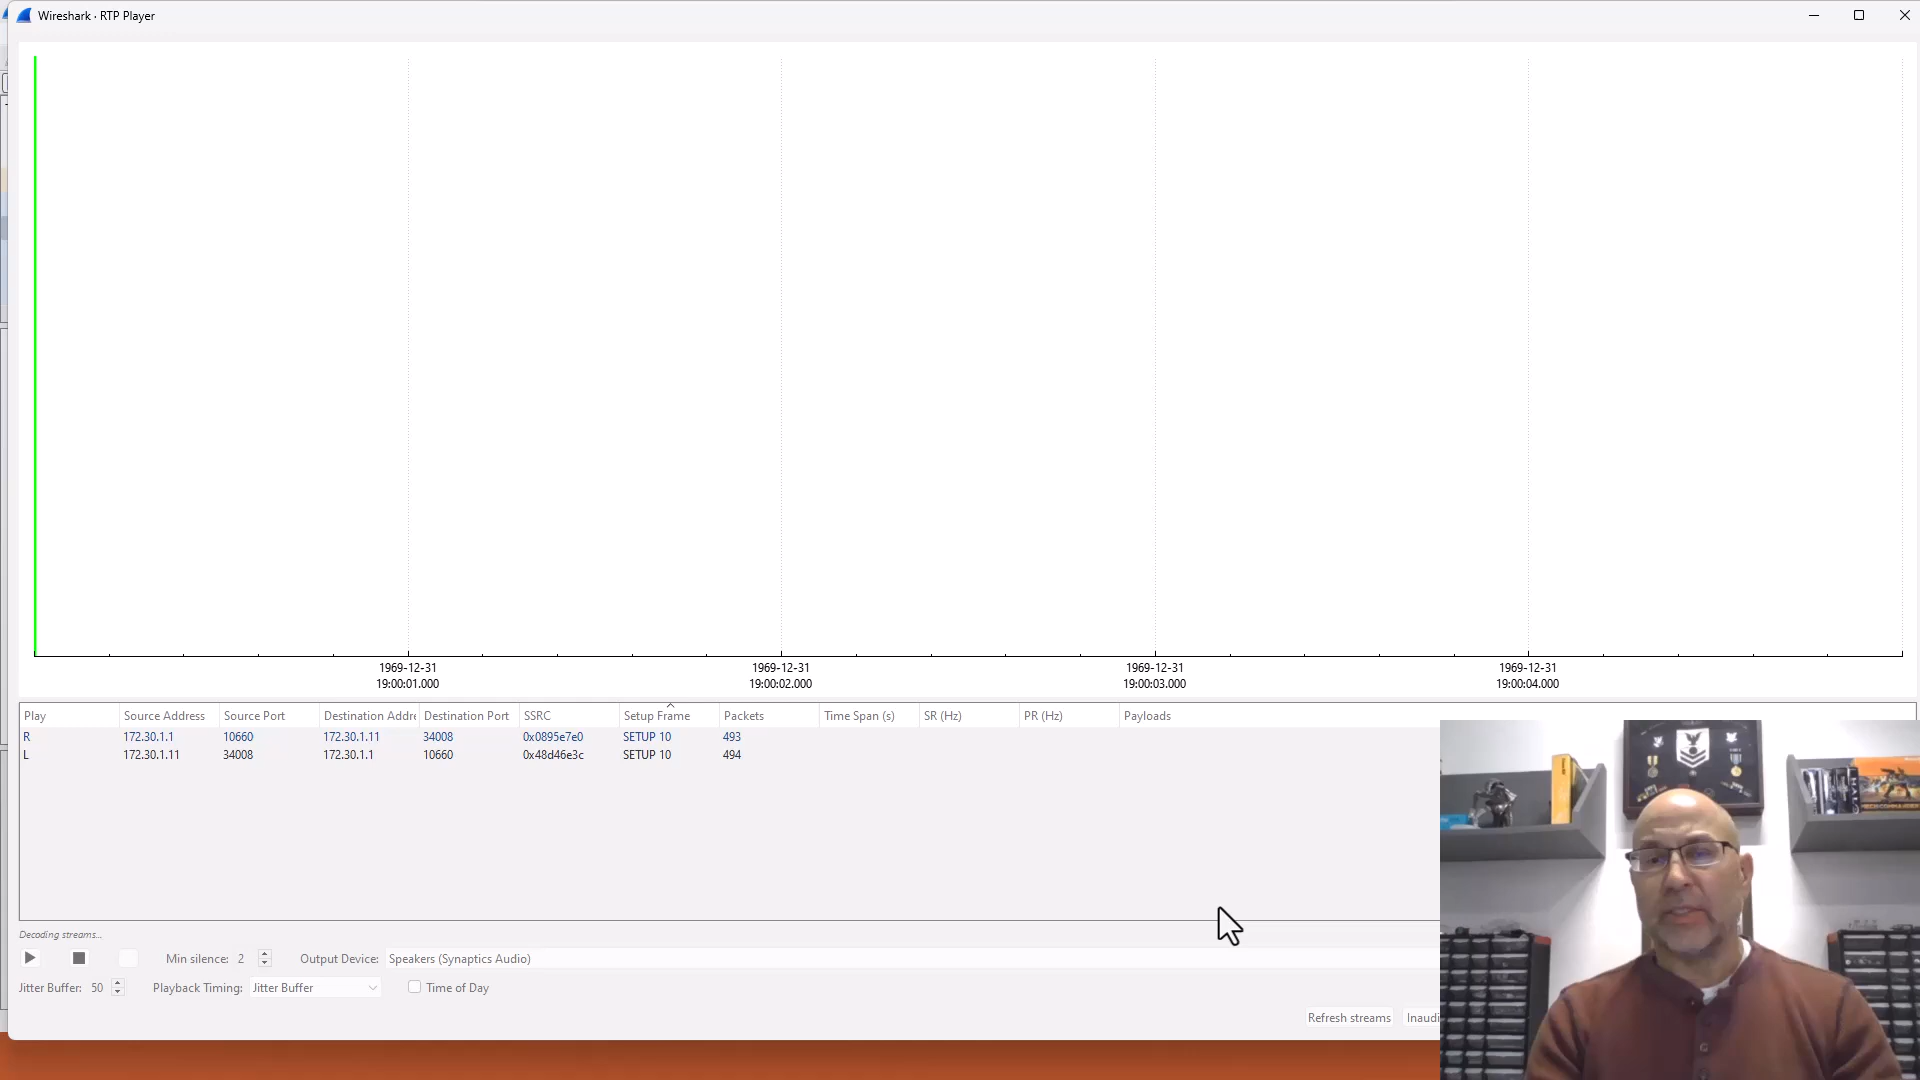 Wireshark · RTP Player
1969-12-31 1969-12-31 1969-12-31 1969-12-31
19:00:01.000 19:00:02.000 19:00:03.000 19:00:04.000
Play Source Address Source Port Destination Addre Destination Port SSRC Setup Frame Packets Time Span (s) SR (Hz) PR (Hz) Payloads
R 172.30.1.1 10660 172.30.1.11 34008 0x0895e7e0 SETUP 10 493
L 172.30.1.11 34008 172.30.1.1 10660 0x48d46e3c SETUP 10 494
Decoding streams...
Min silence: 2 Output Device: Speakers (Synaptics Audio)
Jitter Buffer: 50 Playback Timing: Jitter Buffer Time of Day
Refresh streams Inaudi